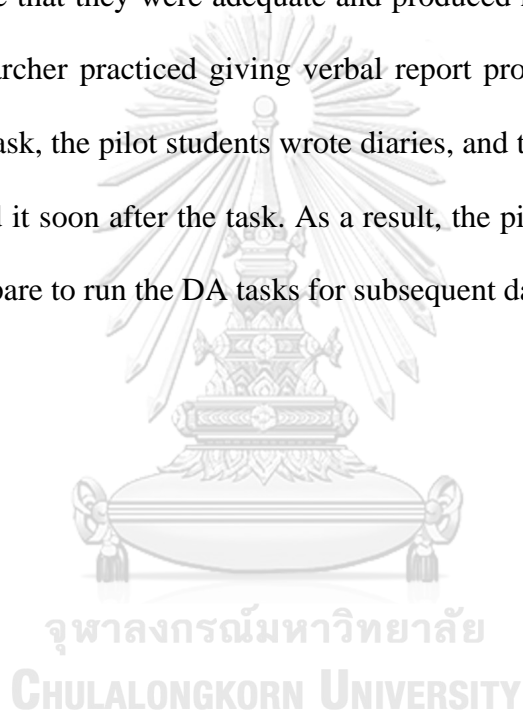 that they were adequate and produced
archer practiced giving verbal report pro
ask, the pilot students wrote diaries, and t
it soon after the task. As a result, the pi
pare to run the DA tasks for subsequent da
จุฬาลงกรณ์มหาวิทยาลัย
CHULALONGKORN UNIVERSITY